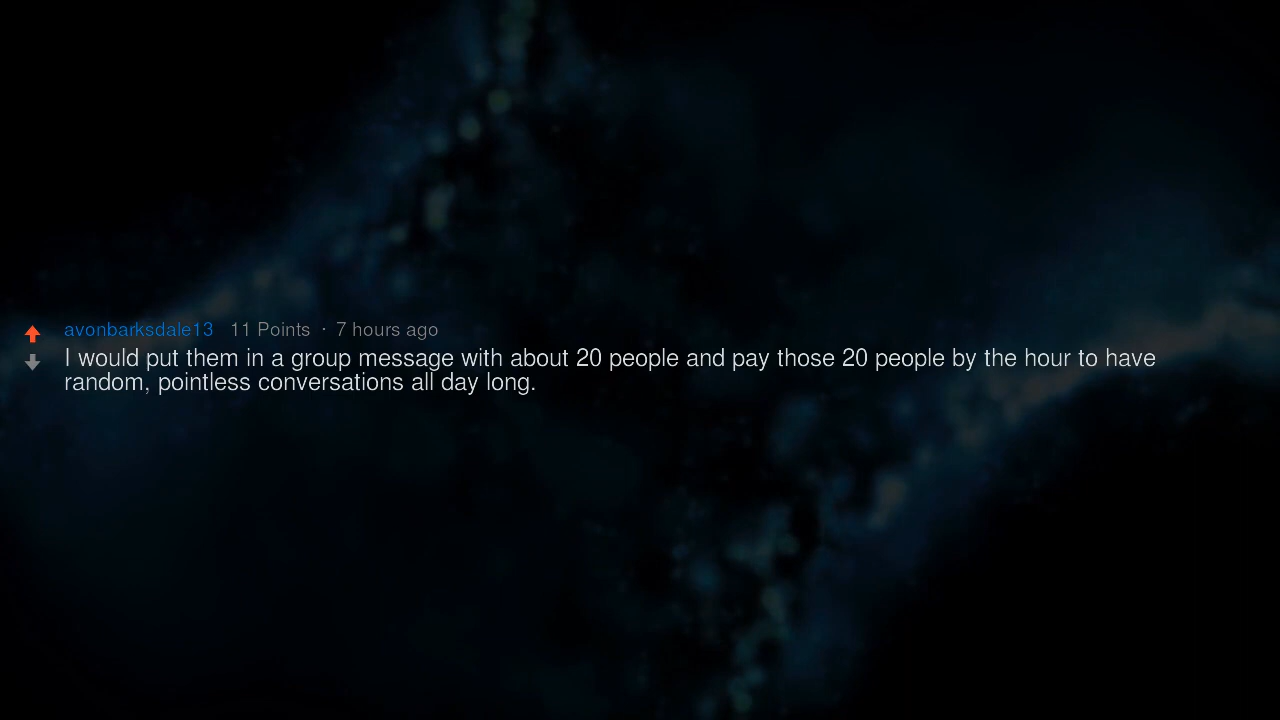 avonbarksdale13 11 Points · 7 hours ago
I would put them in a group message with about 20 people and pay those 20 people by the hour to have
random, pointless conversations all day long.